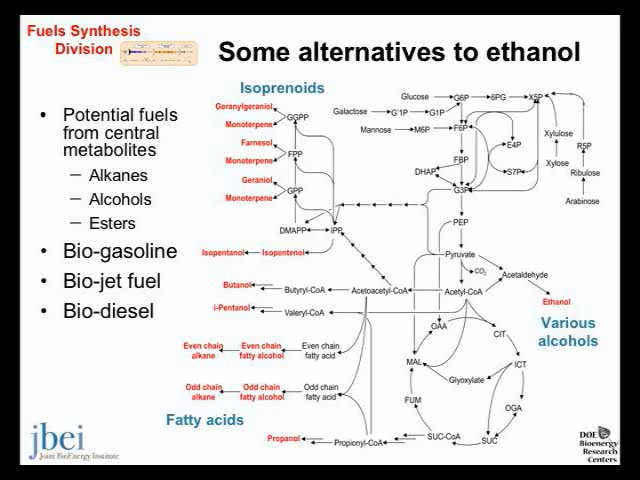 Fuels Synthesis
Division
Some alternatives to ethanol
• Potential fuels
from central
metabolites
– Alkanes
– Alcohols
– Esters
• Bio-gasoline
• Bio-jet fuel
• Bio-diesel
Isoprenoids
Geranylgeraniol
GGPP
Monoterpene
Farnesol
FPP
Monoterpene
Geraniol
GPP
Monoterpene
DMAPP
IPP
Isopentanol
Isopentenol
Glucose
G6P
6PG
X5P
Galactose
G'1P
G1P
Mannose
M6P
F6P
Xylulose
E4P
R5P
FBP
Xylose
DHAP
S7P
Ribulose
G3P
Arabinose
PEP
Pyruvate
CO2
Acetaldehyde
Butanol
Butyryl-CoA
Acetoacetyl-CoA
Acetyl-CoA
Ethanol
i-Pentanol
Valeryl-CoA
Various
alcohols
OAA
CIT
Even chain
alkane
Even chain
fatty alcohol
Even chain
fatty acid
MAL
ICT
Glyoxylate
Odd chain
alkane
Odd chain
fatty alcohol
Odd chain
fatty acid
FUM
OGA
Fatty acids
Propanol
Propionyl-CoA
SUC-CoA
SUC
jbei
Joint BioEnergy Institute
DOE
Bioenergy
Research
Centers